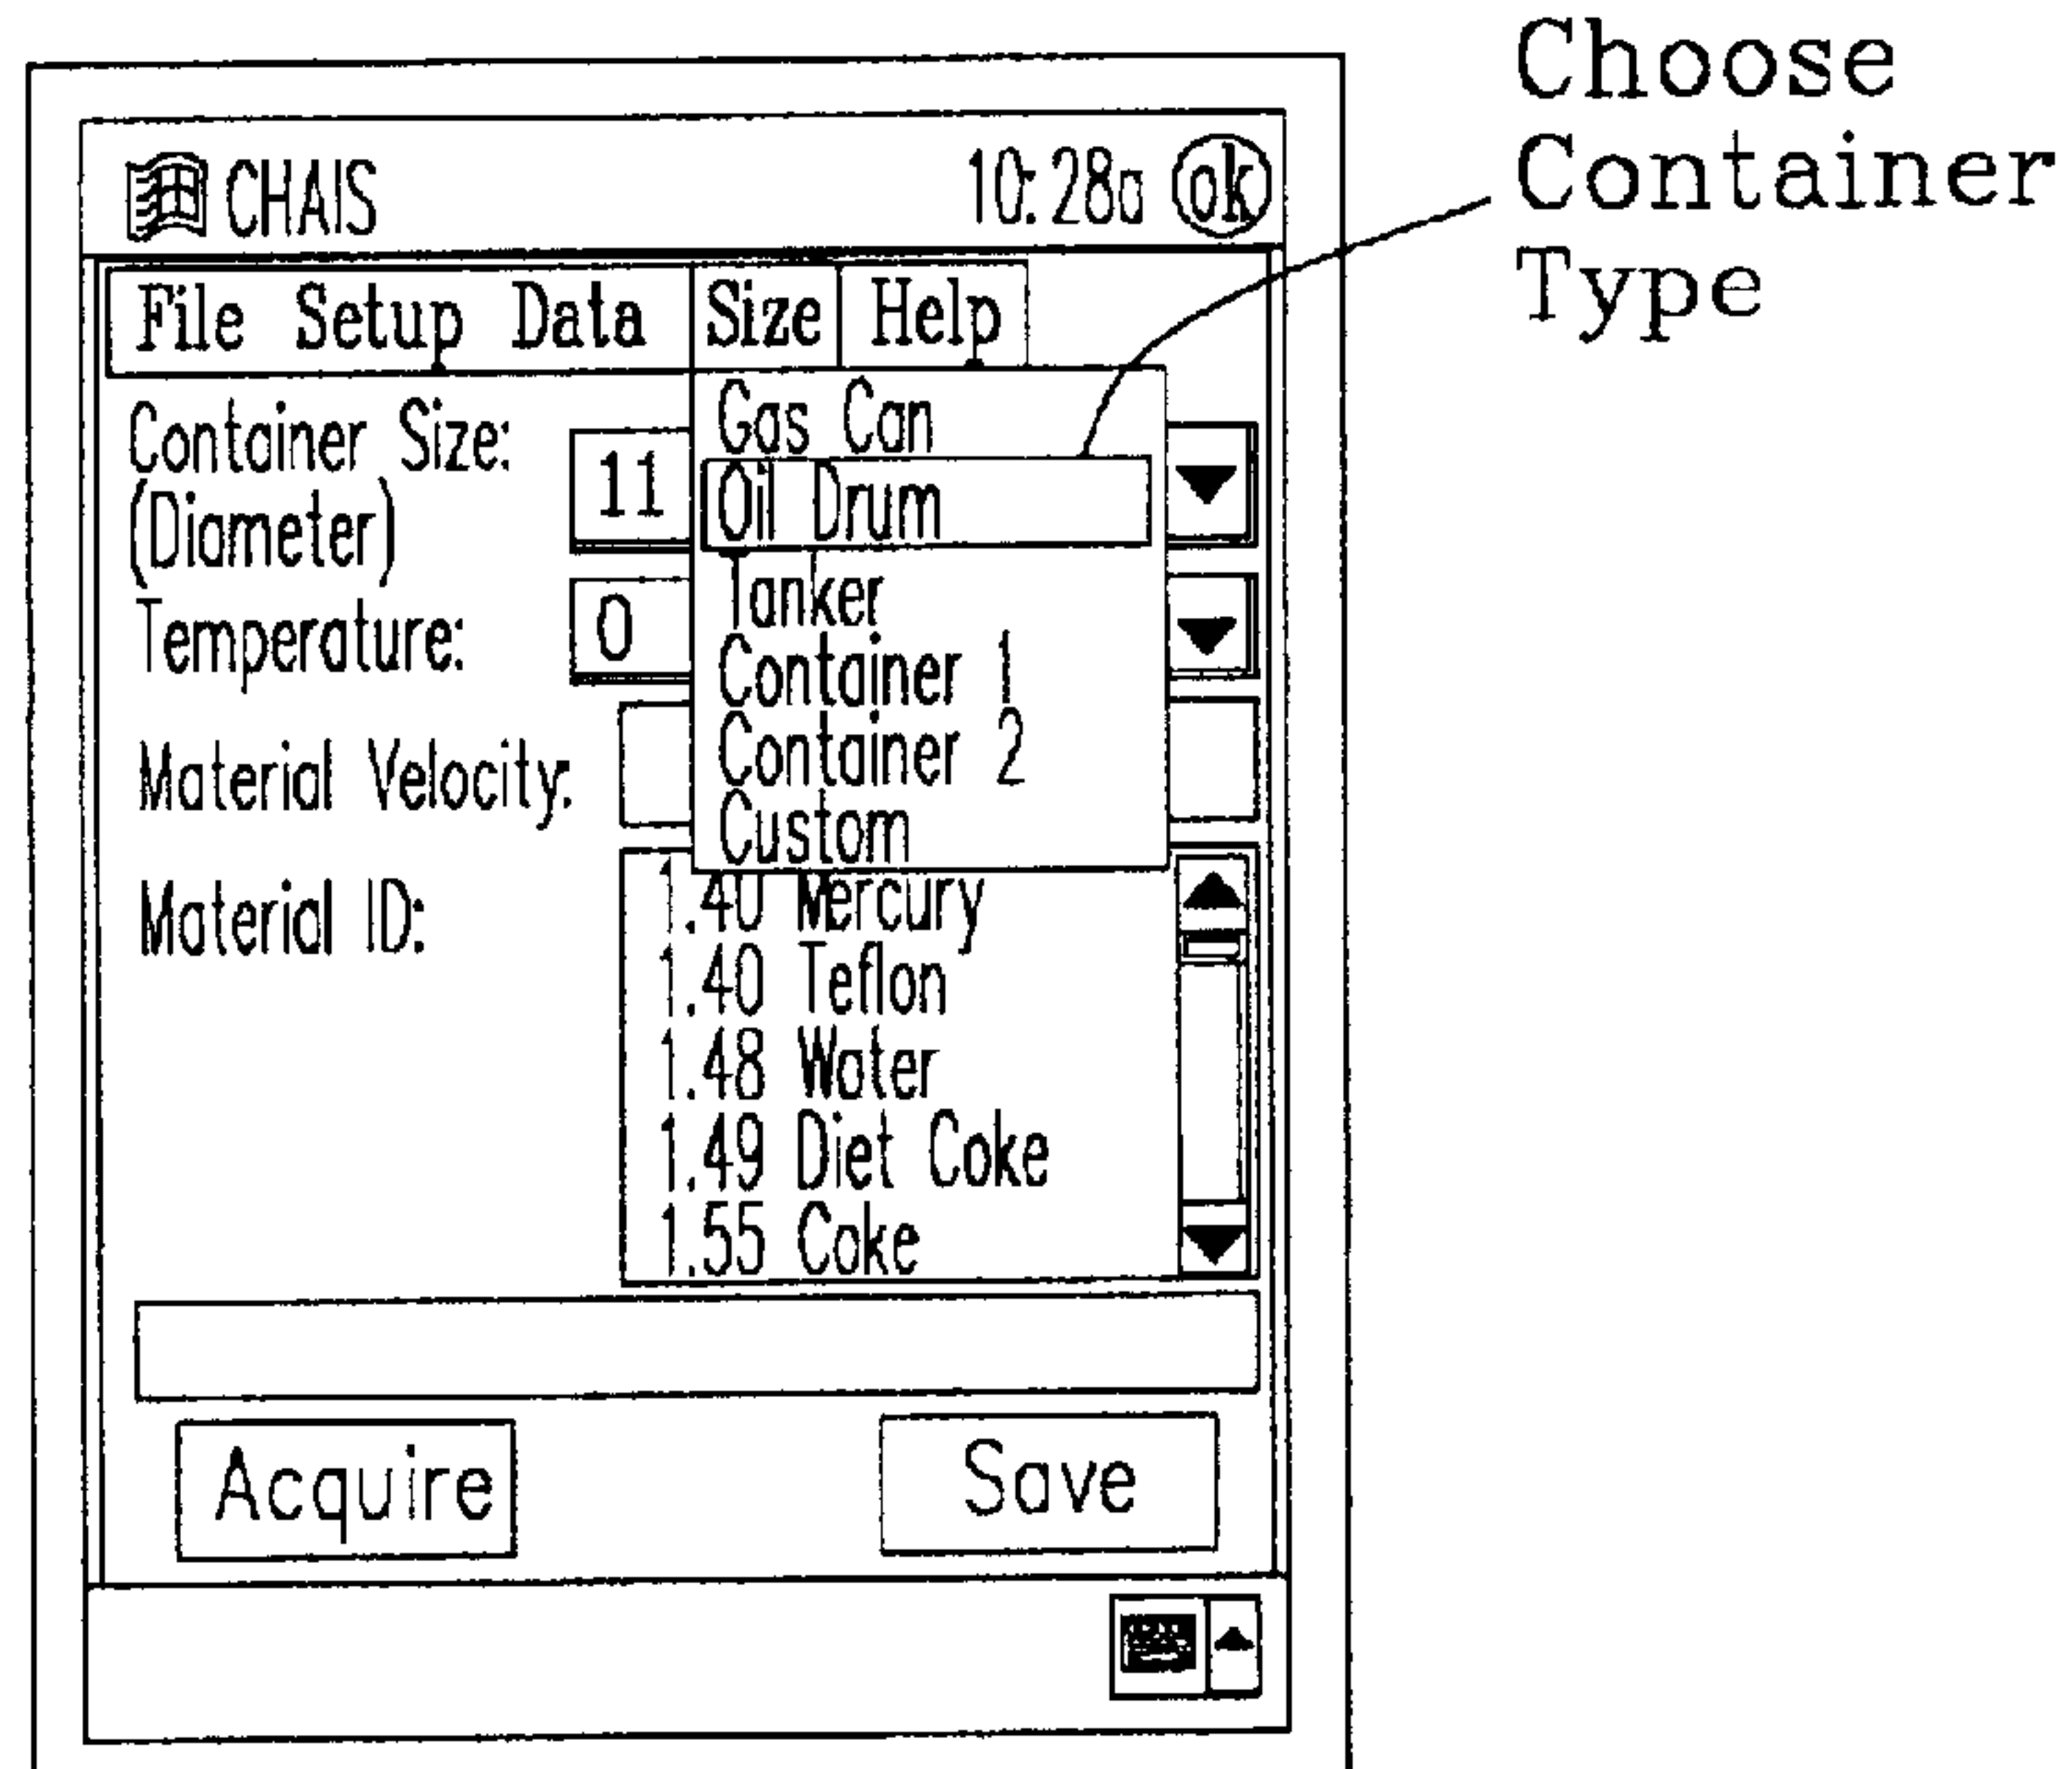 Choose
Container
Type
CHAIS 10:28a ok
File Setup Data Size Help
Gas Can
Oil Drum
Tanker
Container 1
Container 2
Custom
Container Size:
(Diameter)
11
Temperature:
0
Material Velocity:
Material ID:
1.40 Mercury
1.40 Teflon
1.48 Water
1.49 Diet Coke
1.55 Coke
Acquire Save